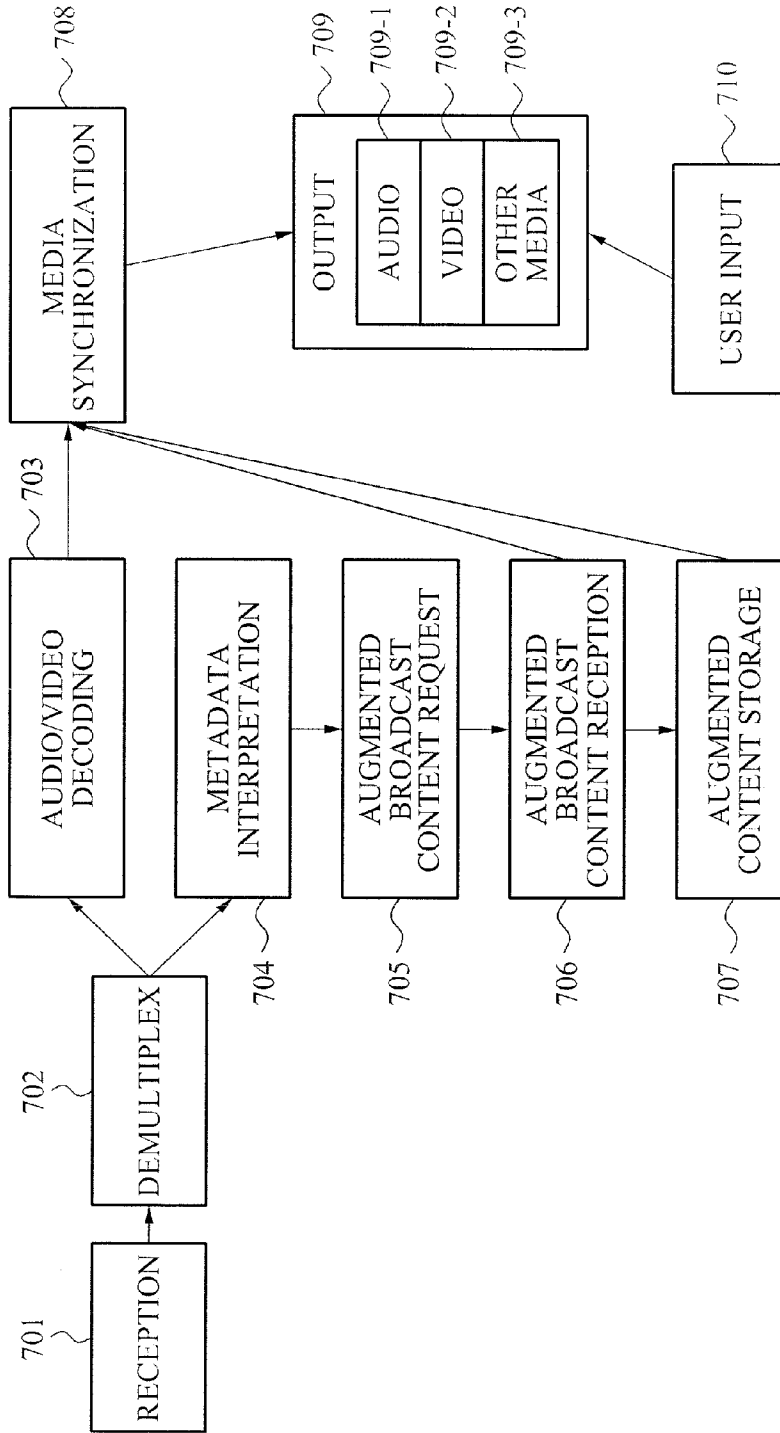 701
RECEPTION
702
DEMULTIPLEX
703
AUDIO/VIDEO
DECODING
704
METADATA
INTERPRETATION
705
AUGMENTED
BROADCAST
CONTENT REQUEST
706
AUGMENTED
BROADCAST
CONTENT RECEPTION
707
AUGMENTED
CONTENT STORAGE
708
MEDIA
SYNCHRONIZATION
709
OUTPUT
709-1
AUDIO
709-2
VIDEO
709-3
OTHER
MEDIA
710
USER INPUT